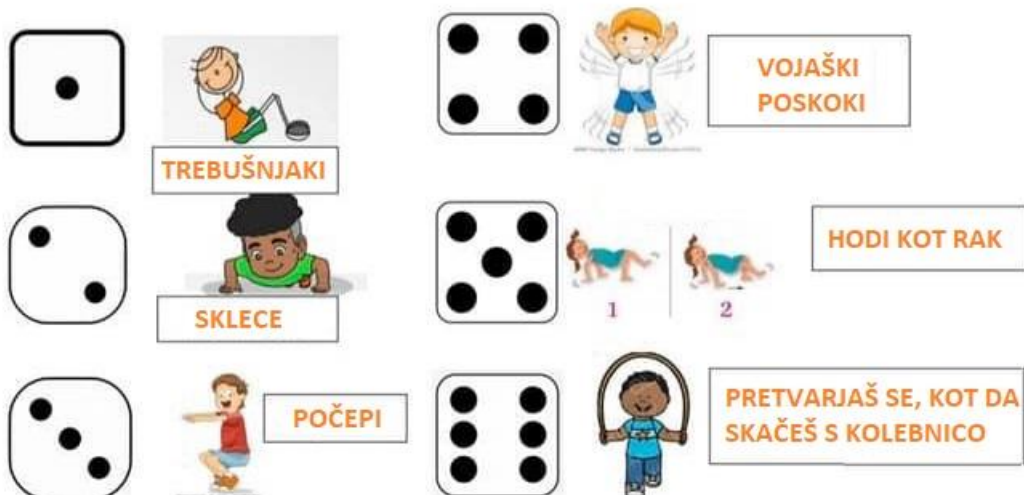 TREBUŠNJAKI
VOJAŠKI
POSKOKI
SKLECE
HODI KOT RAK
1
2
POČEPI
PRETVARJAŠ SE, KOT DA
SKAČEŠ S KOLEBNICO